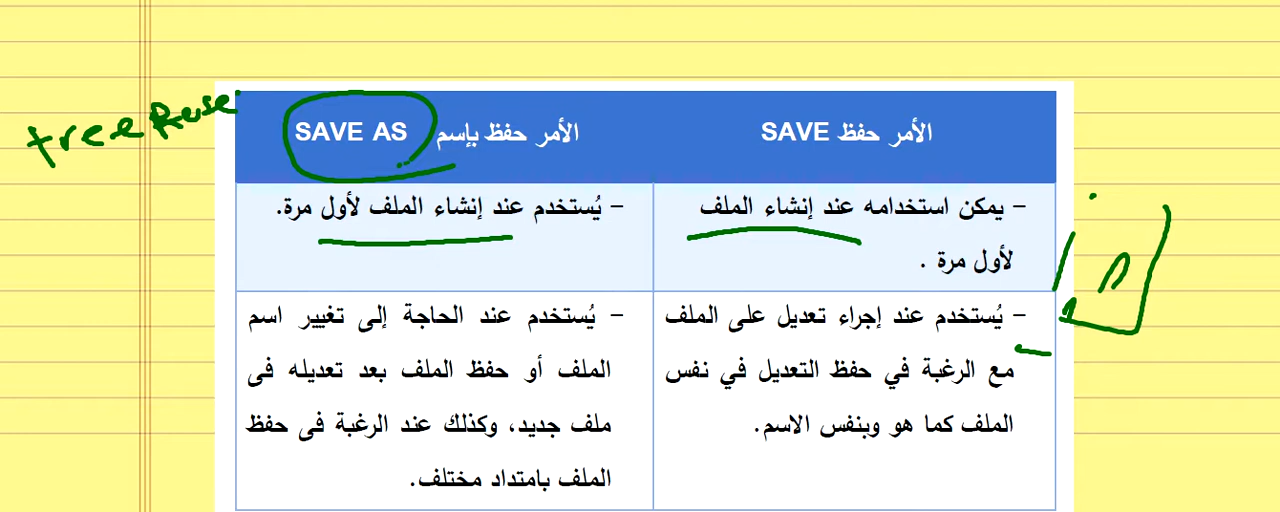 الأمر حفظ SAVE
الأمر حفظ بإسم SAVE AS
- يمكن استخدامه عند إنشاء الملف
لأول مرة .
- يُستخدم عند إنشاء الملف لأول مرة.
- يُستخدم عند إجراء تعديل على الملف
مع الرغبة في حفظ التعديل في نفس
الملف كما هو وبنفس الاسم.
- يُستخدم عند الحاجة إلى تغيير اسم
الملف أو حفظ الملف بعد تعديله فى
ملف جديد، وكذلك عند الرغبة فى حفظ
الملف بامتداد مختلف.
tree